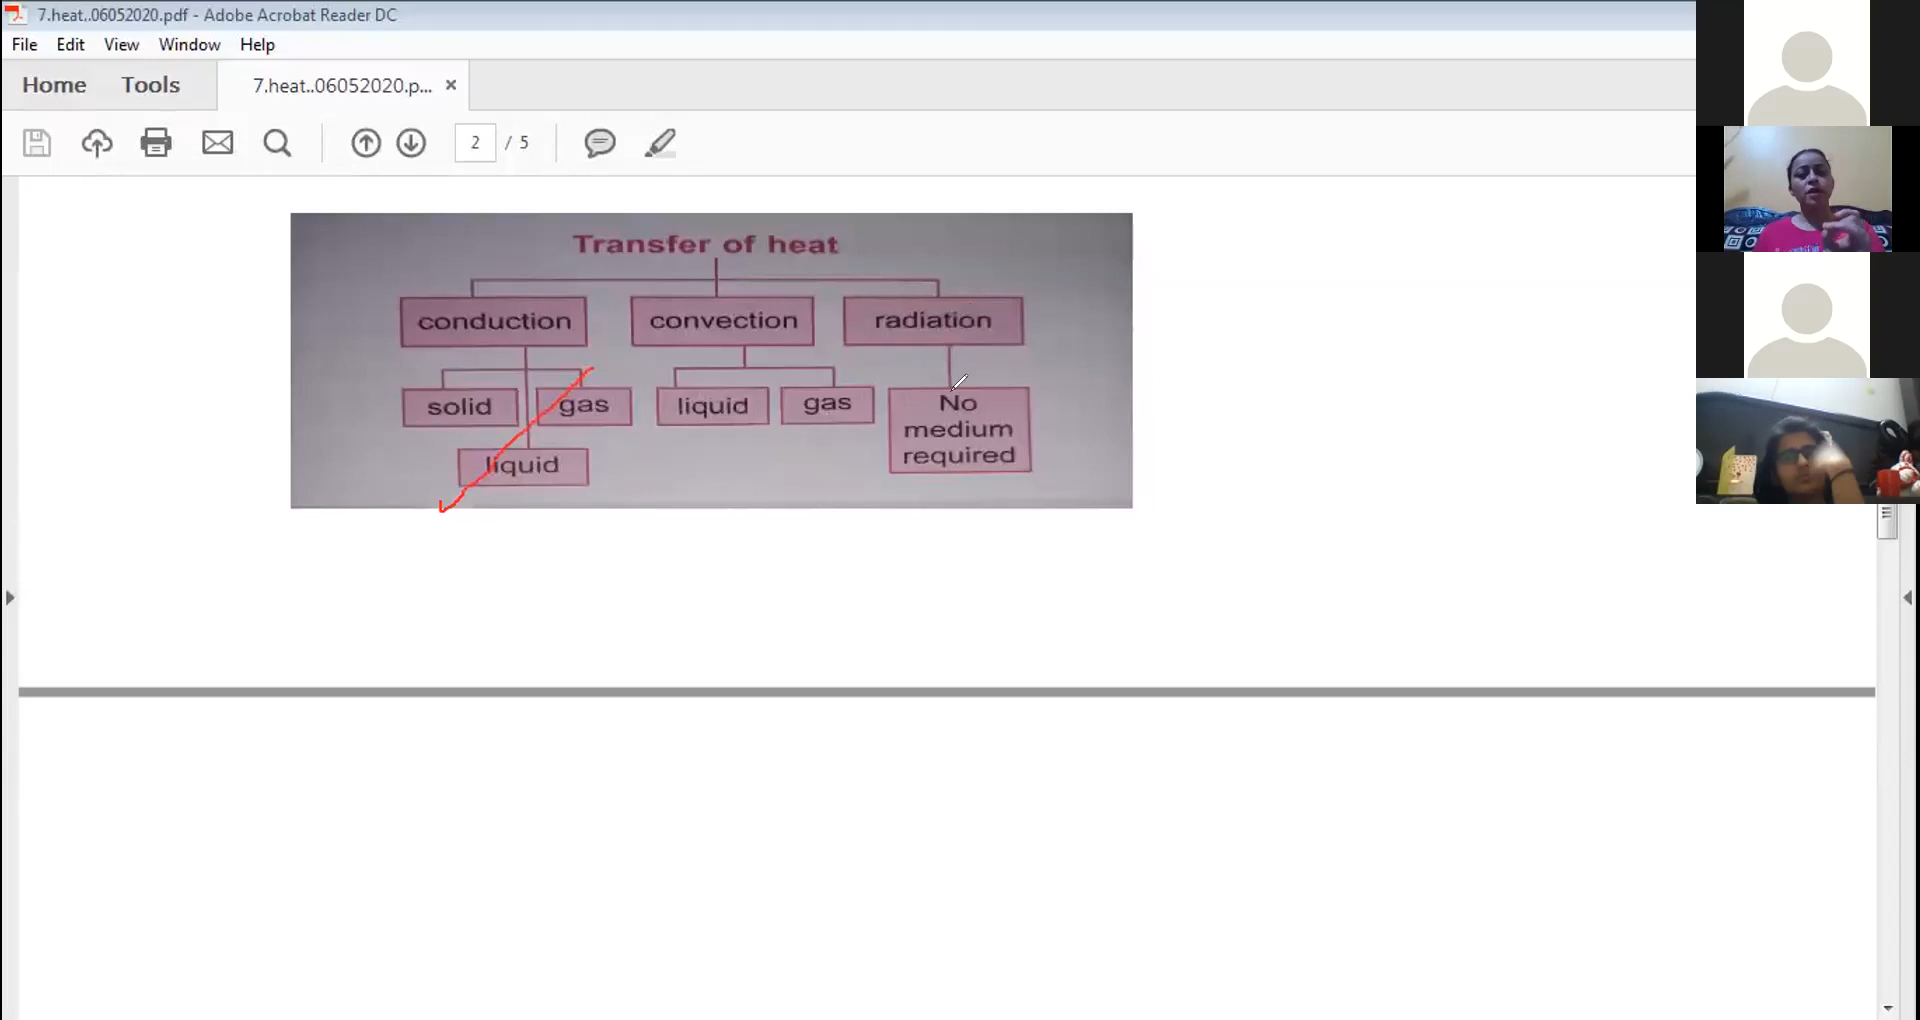 7.heat..06052020.pdf - Adobe Acrobat Reader DC
File Edit View Window Help
Home Tools 7.heat..06052020.p... ×
2 / 5
Transfer of heat
conduction convection radiation
solid gas liquid gas No
medium
required
liquid